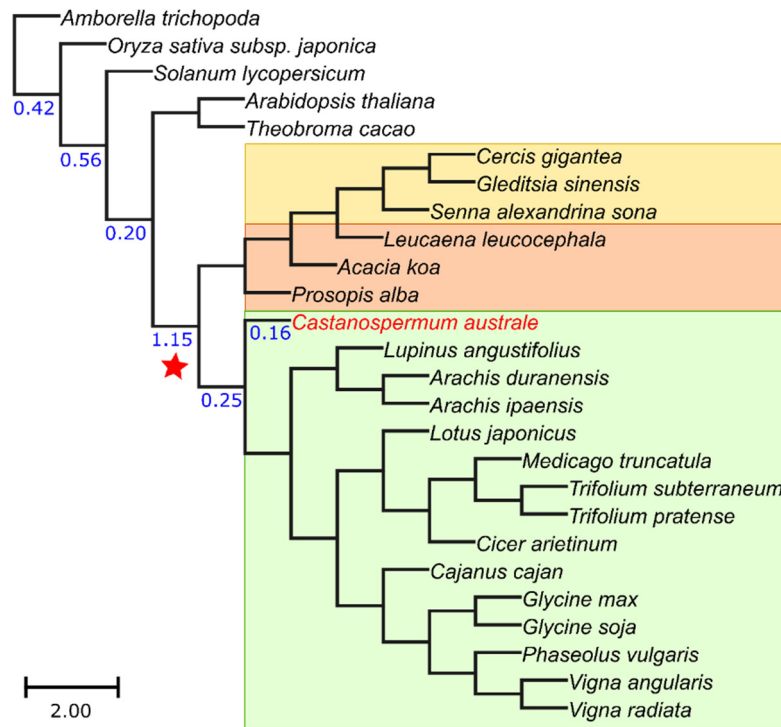 Amborella trichopoda
Oryza sativa subsp. japonica
Solanum lycopersicum
0.42
Arabidopsis thaliana
Theobroma cacao
0.56
Cercis gigantea
Gleditsia sinensis
Senna alexandrina sona
0.20
Leucaena leucocephala
Acacia koa
Prosopis alba
Castanospermum australe
0.16
1.15
Lupinus angustifolius
Arachis duranensis
0.25
Arachis ipaensis
Lotus japonicus
Medicago truncatula
Trifolium subterraneum
Trifolium pratense
Cicer arietinum
Cajanus cajan
Glycine max
Glycine soja
Phaseolus vulgaris
Vigna angularis
2.00
Vigna radiata